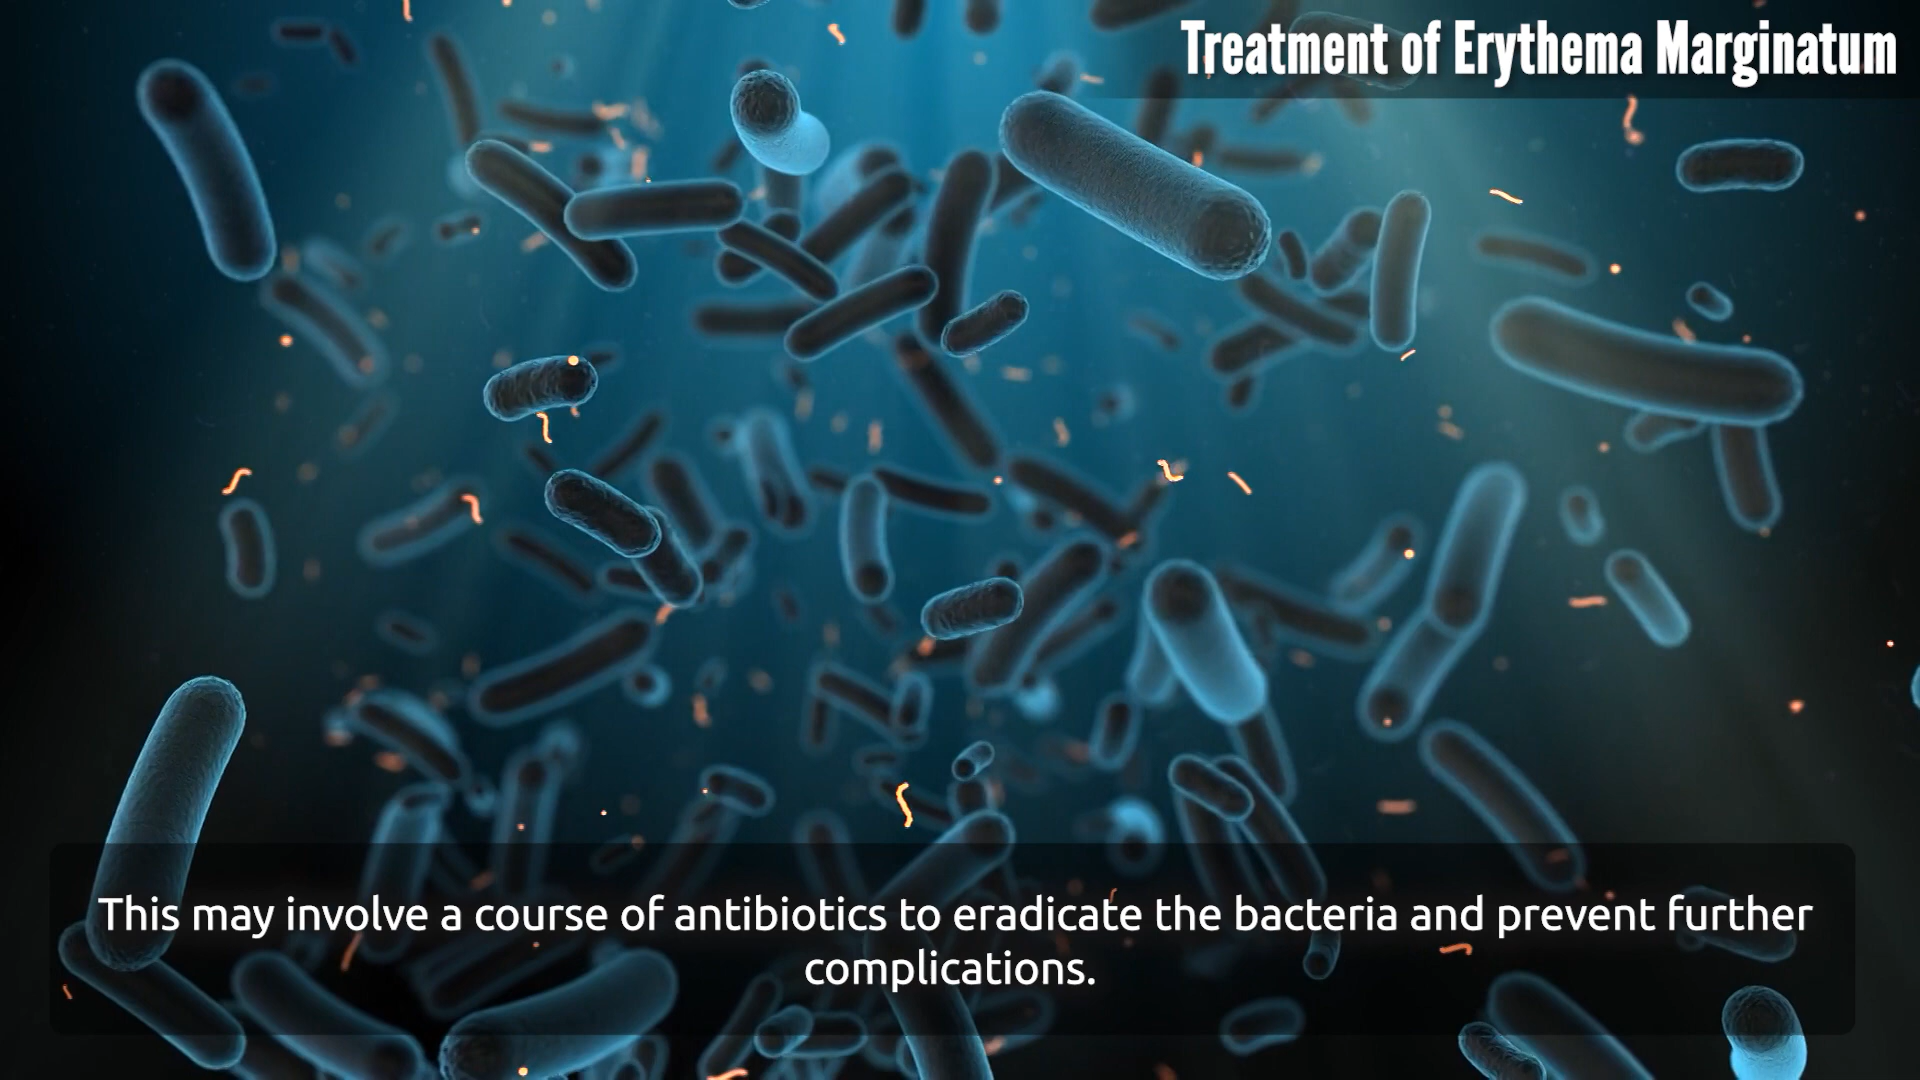 Treatment of Erythema Marginatum
This may involve a course of antibiotics to eradicate the bacteria and prevent further
complications.